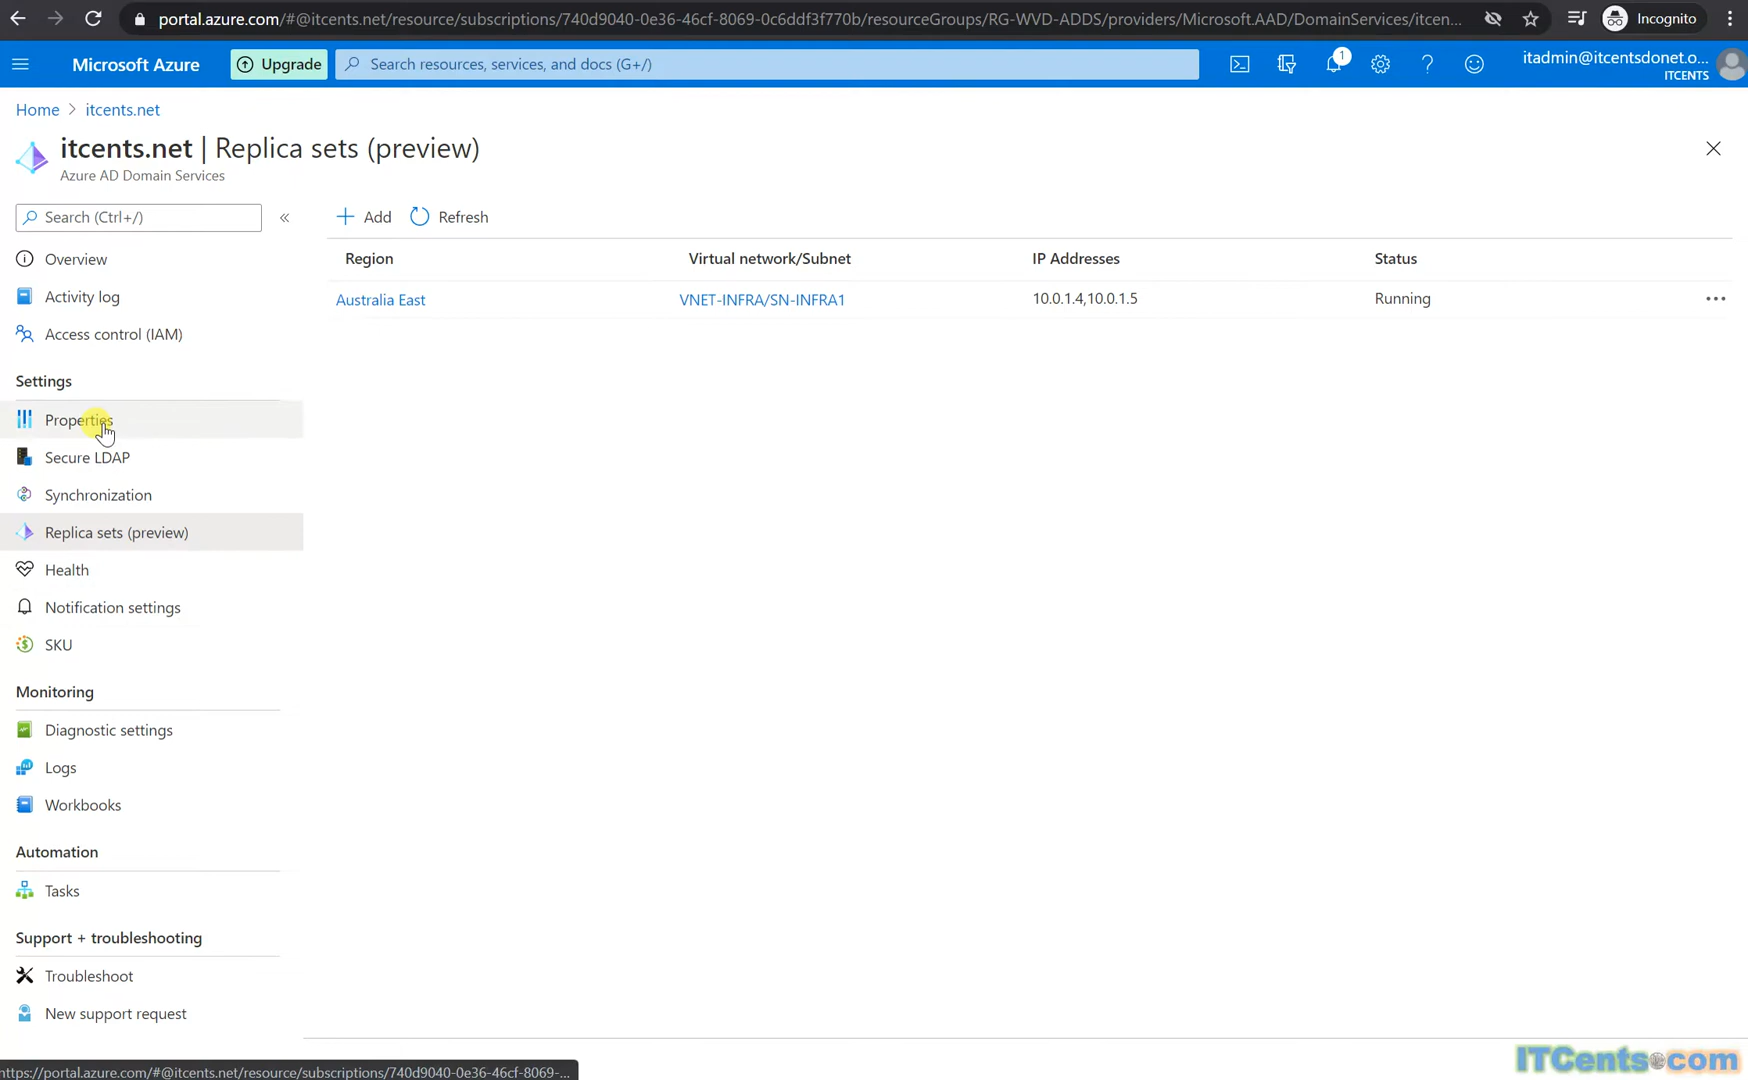 portal.azure.com/#@itcents.net/resource/subscriptions/740d9040-0e36-46cf-8069-0c6ddf3f770b/resourceGroups/RG-WVD-ADDS/providers/Microsoft.AAD/DomainServices/itcen...
Incognito
Microsoft Azure
Upgrade
Search resources, services, and docs (G+/)
1
itadmin@itcentsdonet.o...
ITCENTS
Home > itcents.net
itcents.net | Replica sets (preview)
Azure AD Domain Services
Search (Ctrl+/)
«
Add
Refresh
Overview
Activity log
Access control (IAM)
Settings
Properties
Secure LDAP
Synchronization
Replica sets (preview)
Health
Notification settings
SKU
Monitoring
Diagnostic settings
Logs
Workbooks
Automation
Tasks
Support + troubleshooting
Troubleshoot
New support request
Region Virtual network/Subnet IP Addresses Status
Australia East VNET-INFRA/SN-INFRA1 10.0.1.4,10.0.1.5 Running
https://portal.azure.com/#@itcents.net/resource/subscriptions/740d9040-0e36-46cf-8069-...
ITCents.com